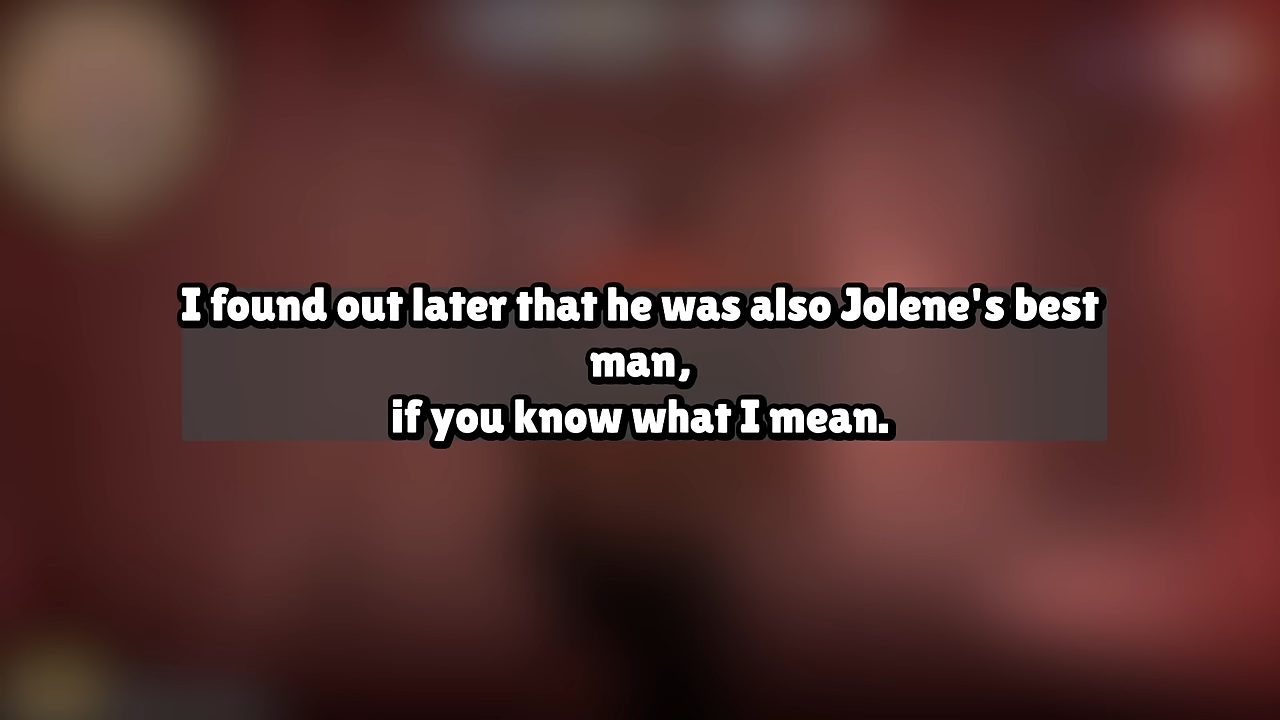 I found out later that he was also Jolene's best
man,
if you know what I mean.